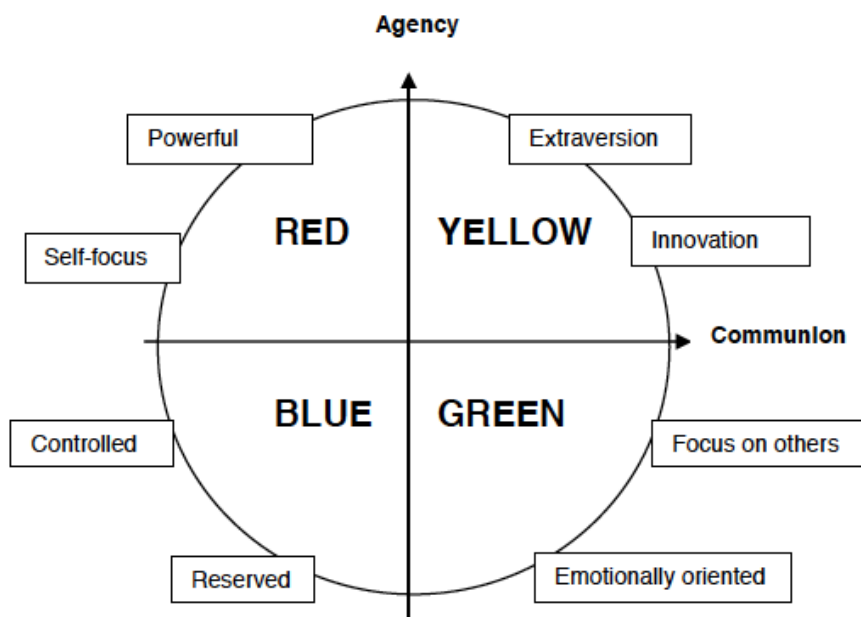 Agency
Powerful
Extraversion
RED
YELLOW
Self-focus
Innovation
Communion
BLUE
GREEN
Controlled
Focus on others
Reserved
Emotionally oriented